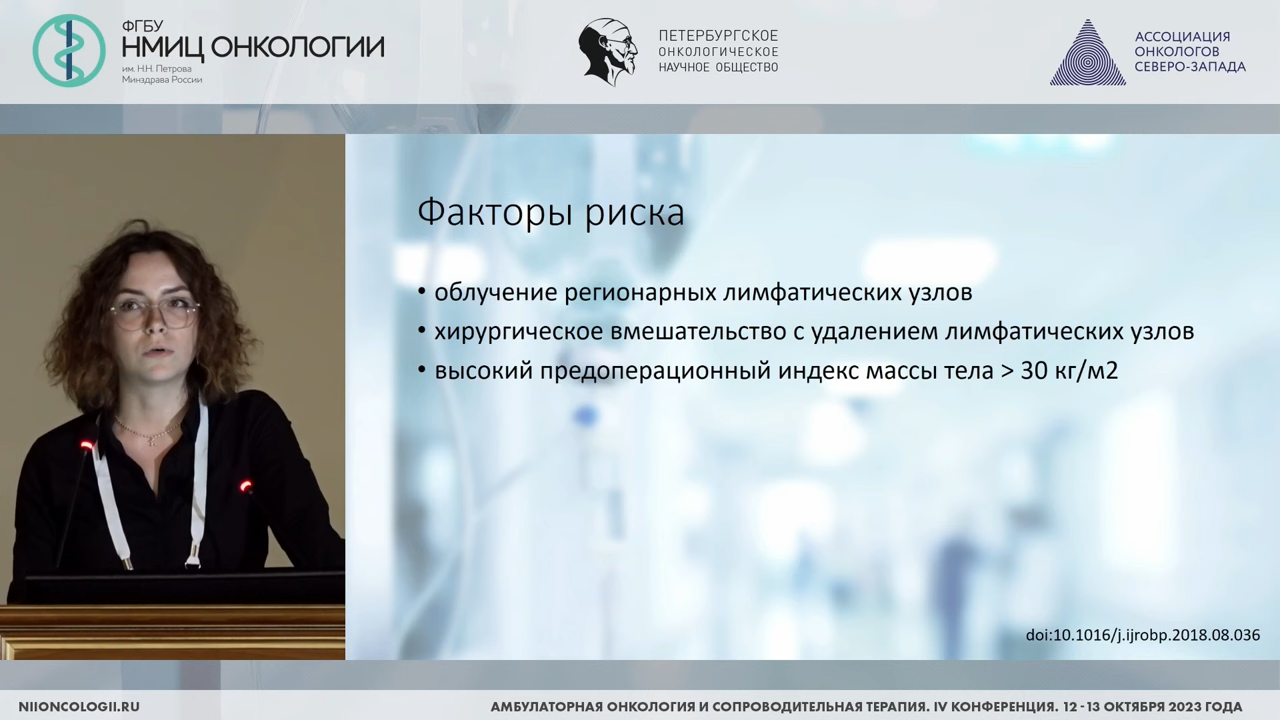 ФГБУ
НМИЦ ОНКОЛОГИИ
им. Н.Н. Петрова
Минздрава России
ПЕТЕРБУРГСКОЕ
ОНКОЛОГИЧЕСКОЕ
НАУЧНОЕ ОБЩЕСТВО
АССОЦИАЦИЯ
ОНКОЛОГОВ
СЕВЕРО-ЗАПАДА
Факторы риска
• облучение регионарных лимфатических узлов
• хирургическое вмешательство с удалением лимфатических узлов
• высокий предоперационный индекс массы тела > 30 кг/м2
doi:10.1016/j.ijrobp.2018.08.036
NIIONCOLOGII.RU
АМБУЛАТОРНАЯ ОНКОЛОГИЯ И СОПРОВОДИТЕЛЬНАЯ ТЕРАПИЯ. IV КОНФЕРЕНЦИЯ. 12 - 13 ОКТЯБРЯ 2023 ГОДА